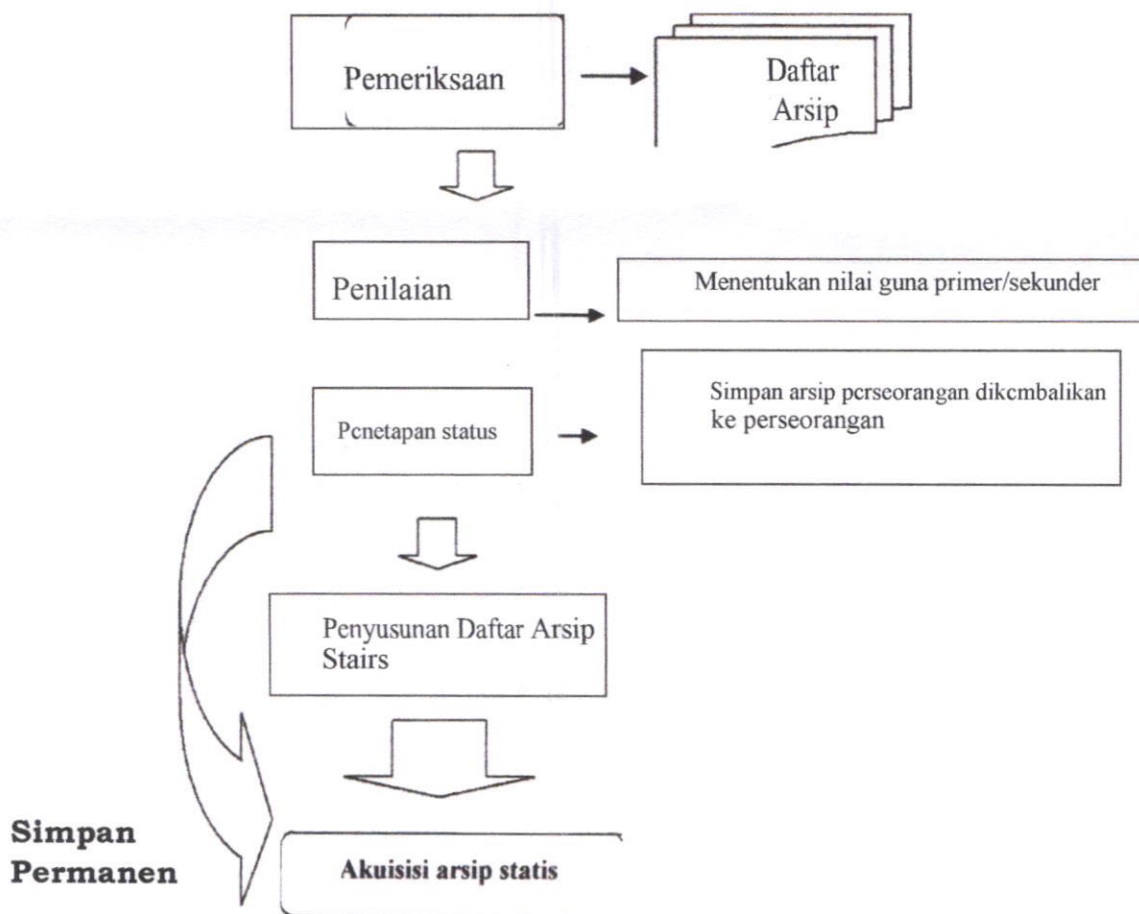 Pemeriksaan
Daftar
Arsip
Penilaian
Menentukan nilai guna primer/sekunder
Pcnetapan status
Simpan arsip pcrseorangan dikcmbalikan
ke perseorangan
Penyusunan Daftar Arsip
Stairs
Simpan
Permanen
Akuisisi arsip statis